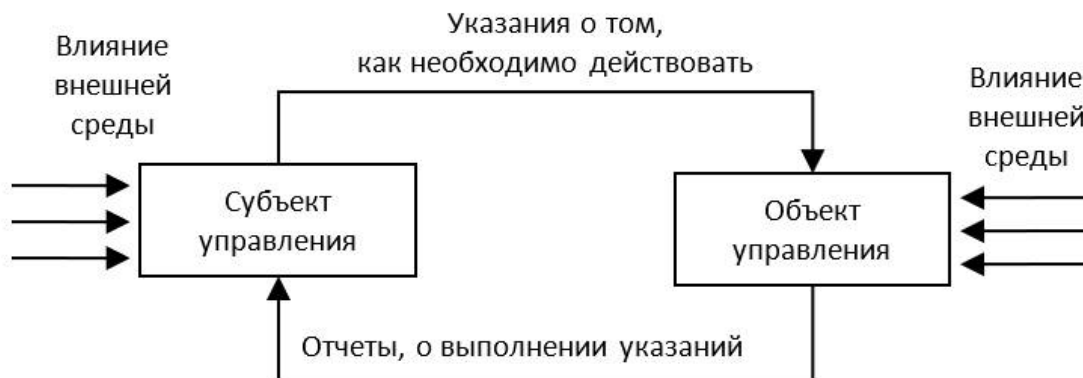 Указания о том,
как необходимо действовать
Влияние
внешней
среды
Влияние
внешней
среды
Субъект
управления
Объект
управления
Отчеты, о выполнении указаний